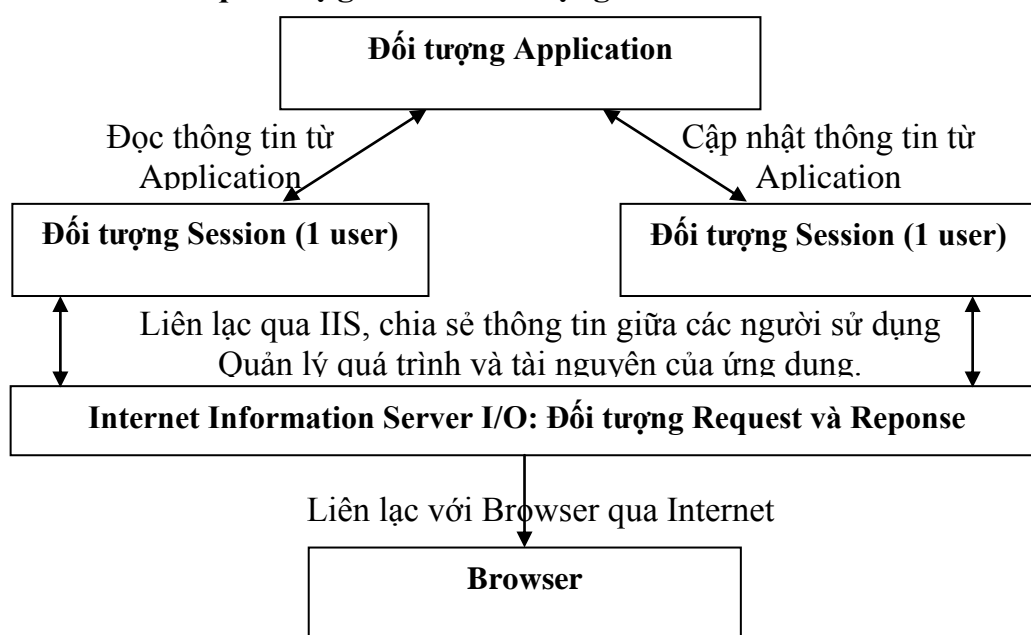 Đối tượng Application
Đọc thông tin từ
Application
Cập nhật thông tin từ
Aplication
Đối tượng Session (1 user)
Đối tượng Session (1 user)
Liên lạc qua IIS, chia sẻ thông tin giữa các người sử dụng
Quản lý quá trình và tài nguyên của ứng dung.
Internet Information Server I/O: Đối tượng Request và Reponse
Liên lạc với Browser qua Internet
Browser